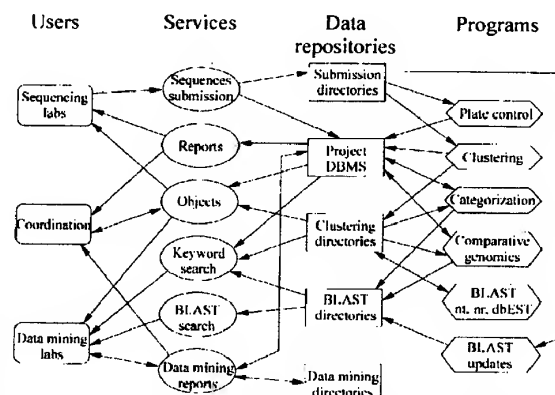 Users
Services
Data
repositories
Programs
Sequencing
labs
Coordination
Data mining
labs
Sequences
submission
Reports
Objects
Keyword
search
BLAST
search
Data mining
reports
Submission
directories
Project
DBMS
Clustering
directories
BLAST
directories
Data mining
directories
Plate control
Clustering
Categorization
Comparative
genomics
BLAST
nt, nr, dbEST
BLAST
updates